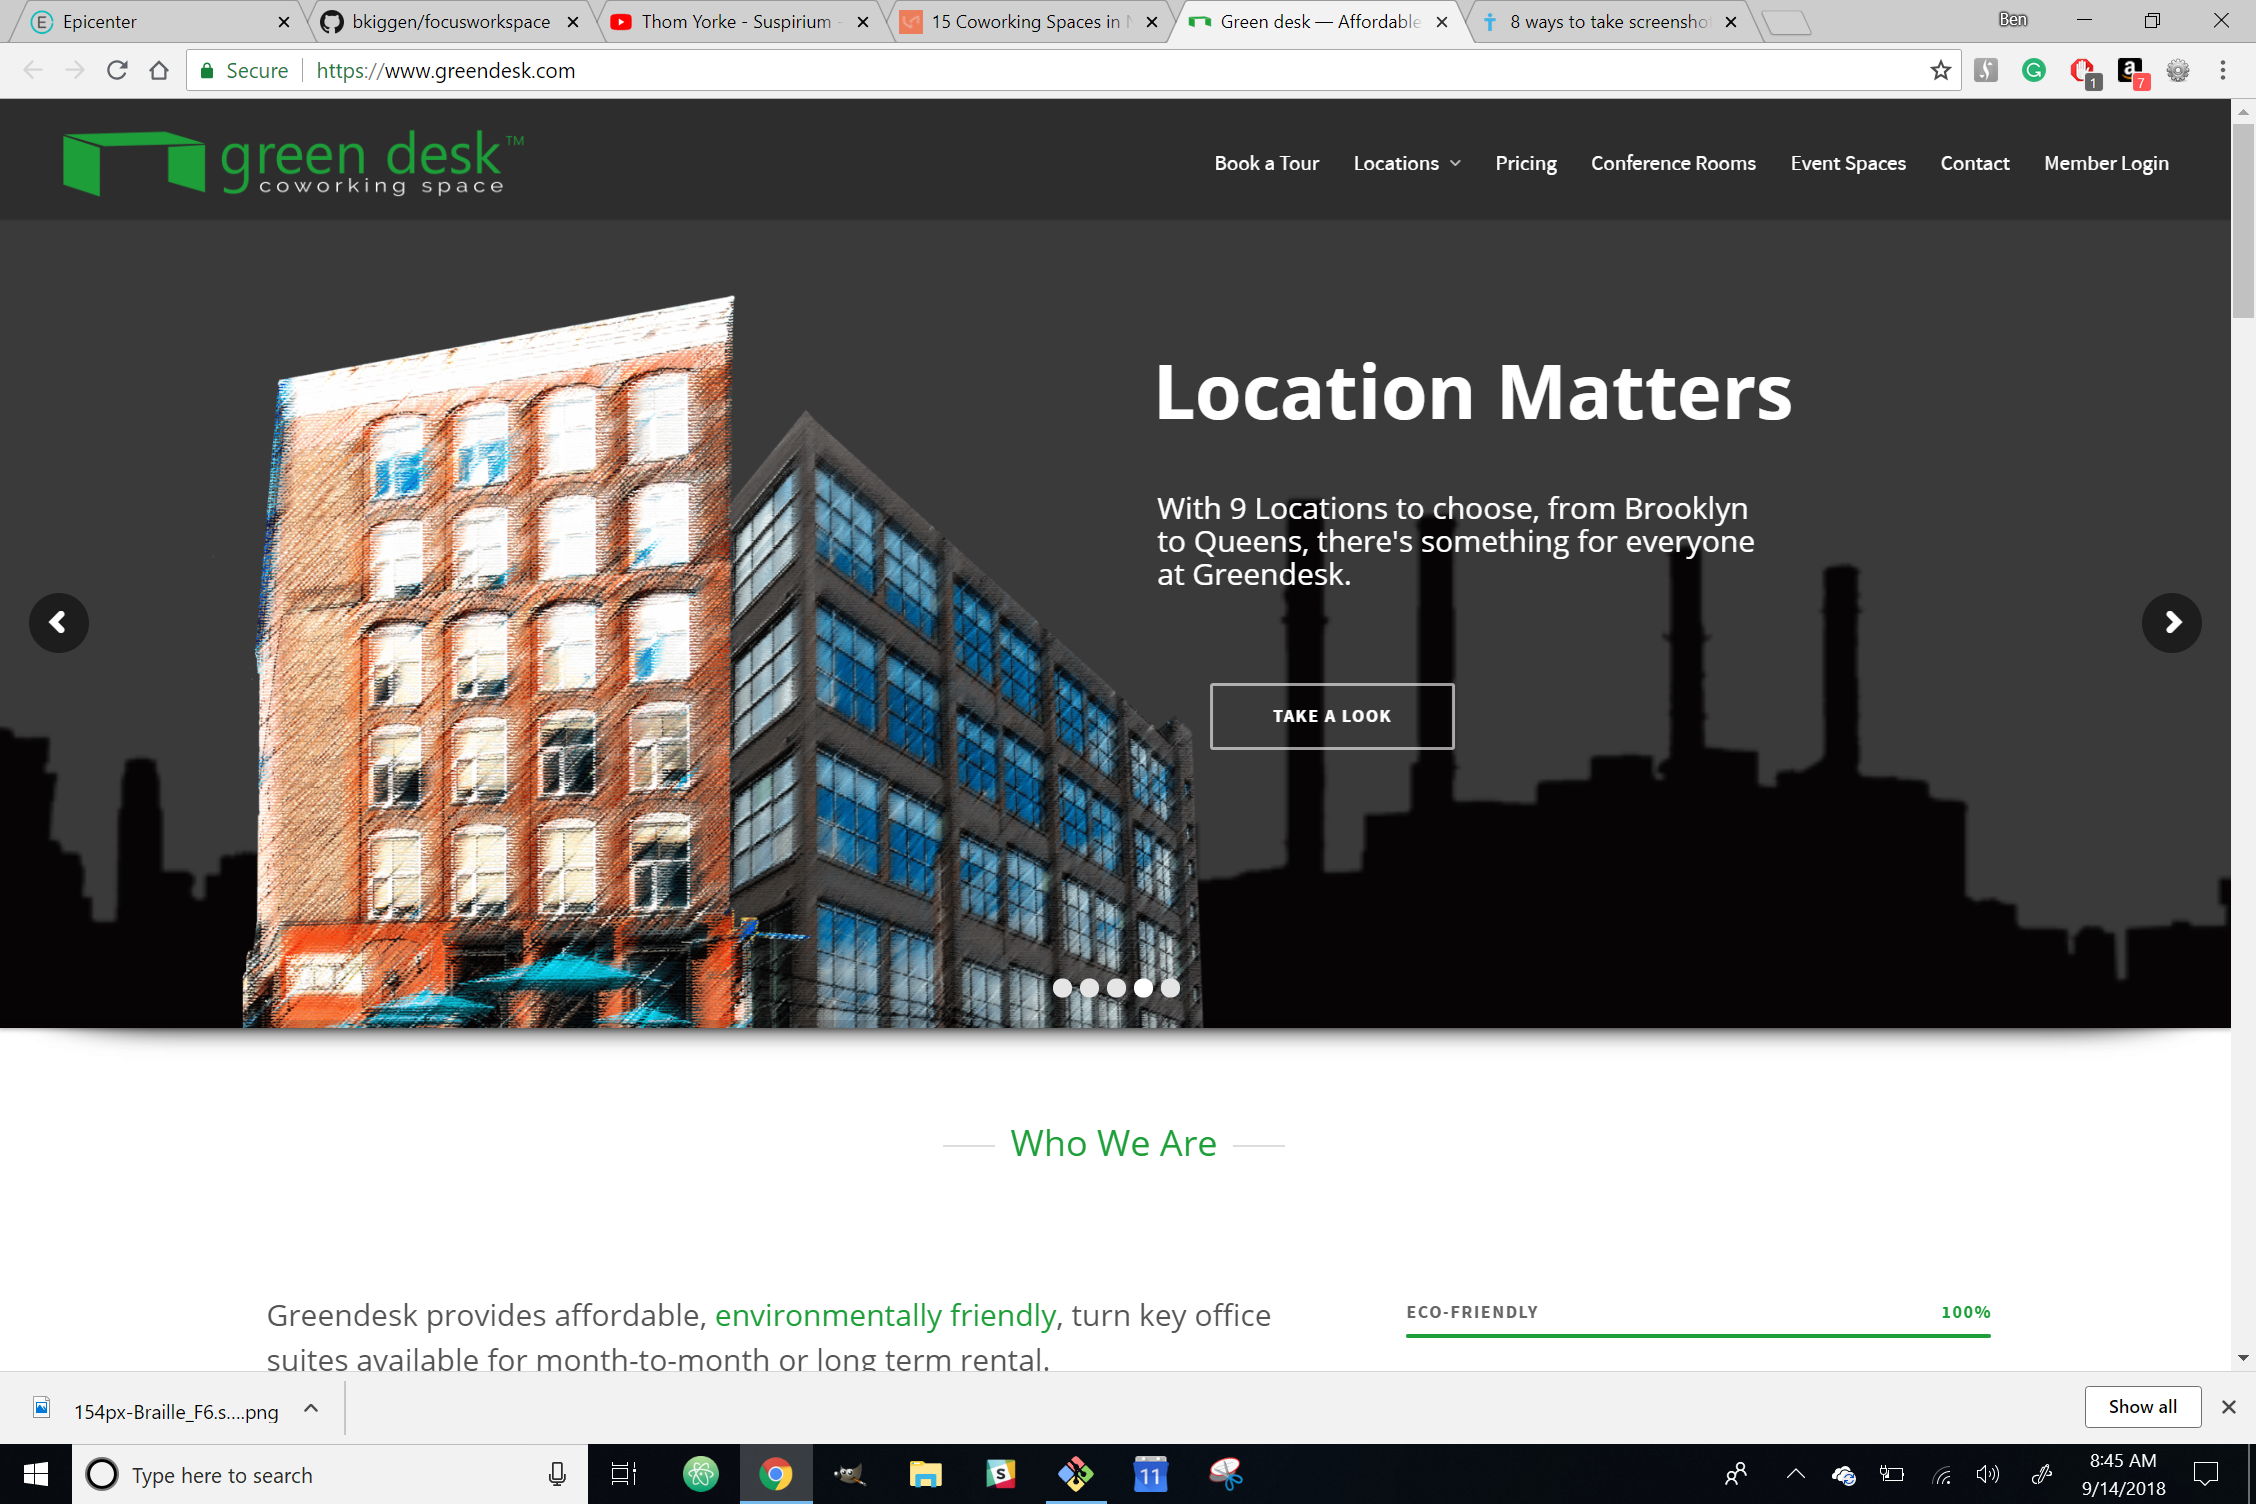 Epicenter
bkiggen/focusworkspace
Thom Yorke - Suspirium -
15 Coworking Spaces in N
Green desk — Affordable
8 ways to take screensho
Ben
Secure
https://www.greendesk.com
1
7
green desk™
coworking space
Book a Tour
Locations
Pricing
Conference Rooms
Event Spaces
Contact
Member Login
Location Matters
With 9 Locations to choose, from Brooklyn
to Queens, there's something for everyone
at Greendesk.
TAKE A LOOK
Who We Are
Greendesk provides affordable, environmentally friendly, turn key office
suites available for month-to-month or long term rental.
ECO-FRIENDLY
100%
154px-Braille_F6.s....png
Show all
Type here to search
11
8:45 AM
9/14/2018